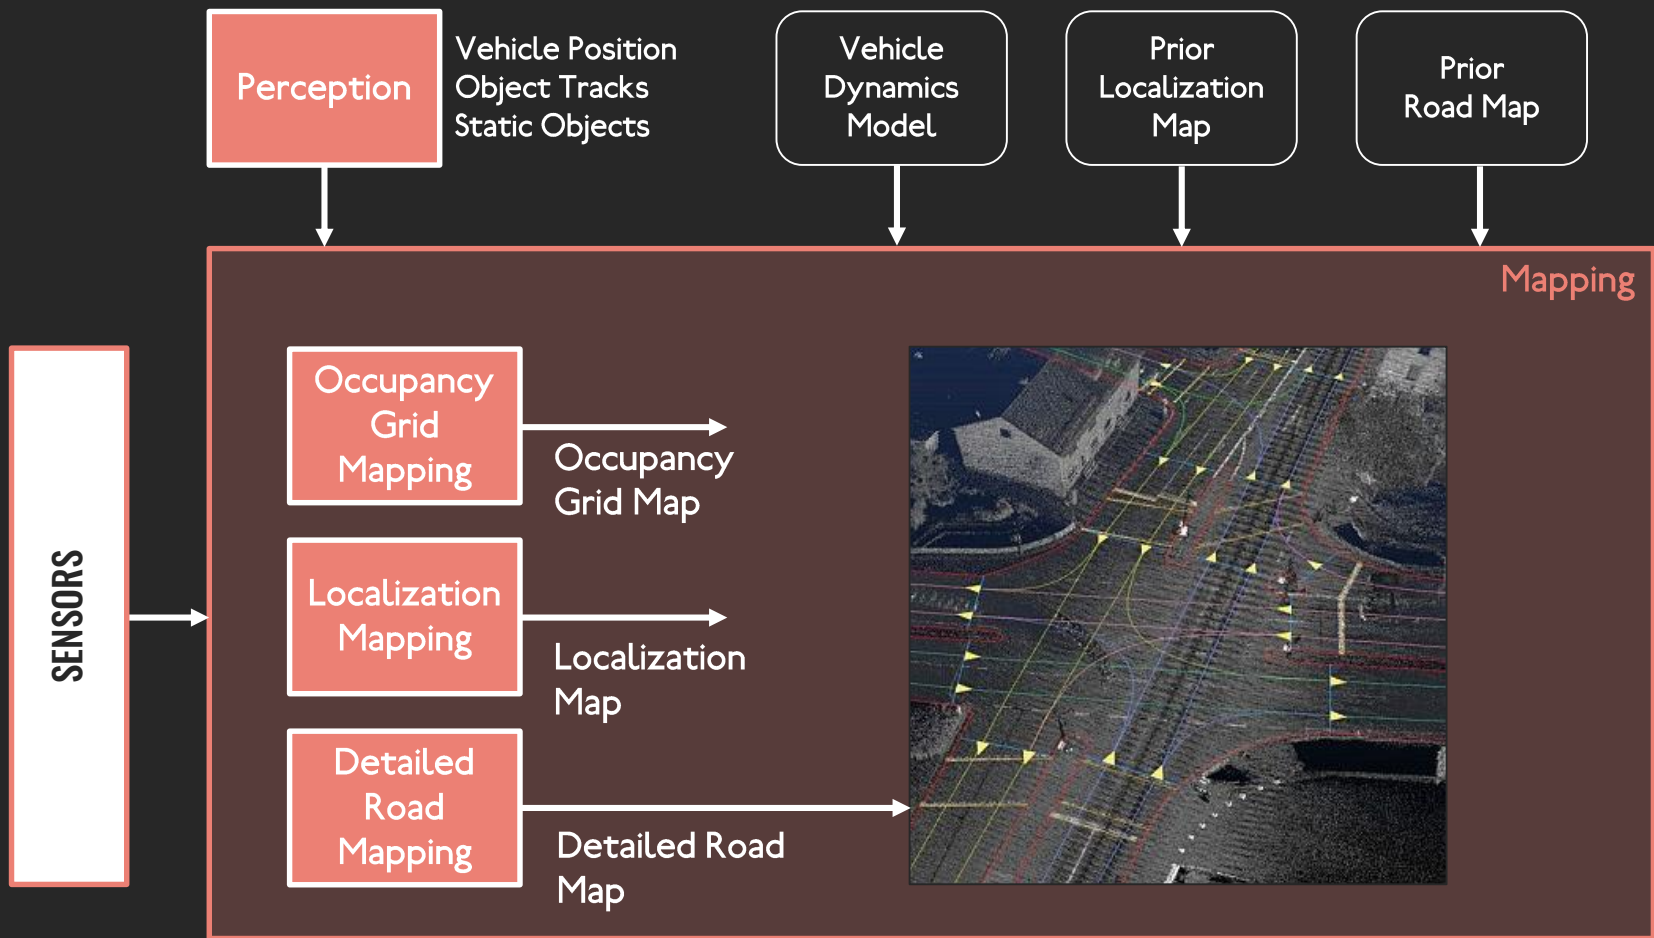 Perception
Vehicle Position
Object Tracks
Static Objects
Vehicle
Dynamics
Model
Prior
Localization
Map
Prior
Road Map
Mapping
SENSORS
Occupancy
Grid
Mapping
Occupancy
Grid Map
Localization
Mapping
Localization
Map
Detailed
Road
Mapping
Detailed Road
Map